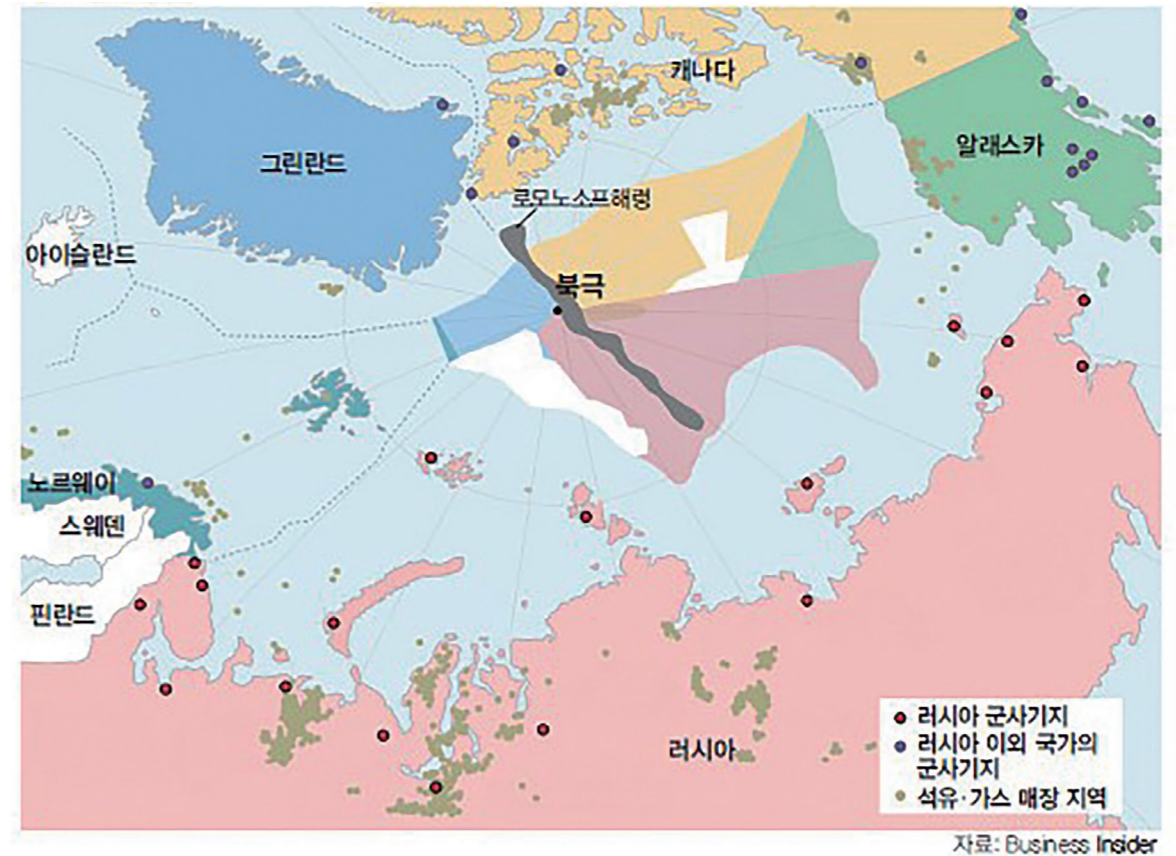 캐나다
그린란드
알래스카
로모노소프해령
아이슬란드
북극
노르웨이
스웨덴
핀란드
러시아
러시아 군사기지
러시아 이외 국가의
군사기지
석유·가스 매장 지역
자료: Business Insider